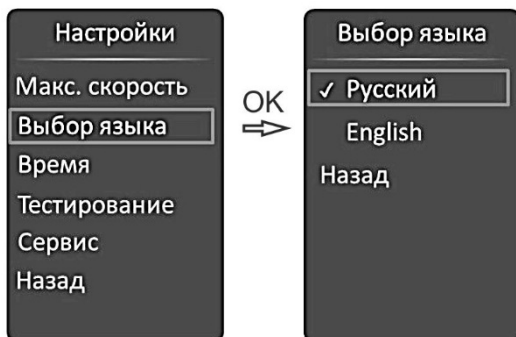 Настройки
Макс. скорость
Выбор языка
Время
Тестирование
Сервис
Назад
OK
Выбор языка
✓ Русский
English
Назад